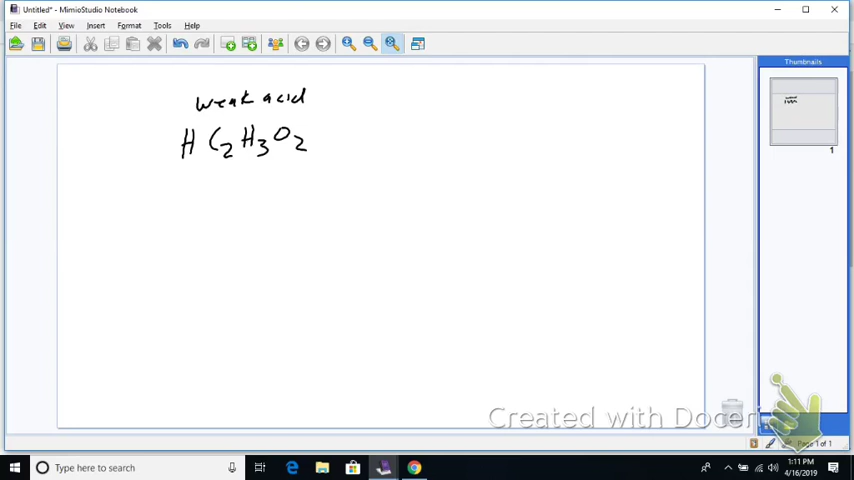 Untitled* - MimioStudio Notebook
File Edit View Insert Format Tools Help
Thumbnails
weak acid
H C2H3O2
1
Created with Doceri
Page 1 of 1
Type here to search
1:11 PM
4/16/2019